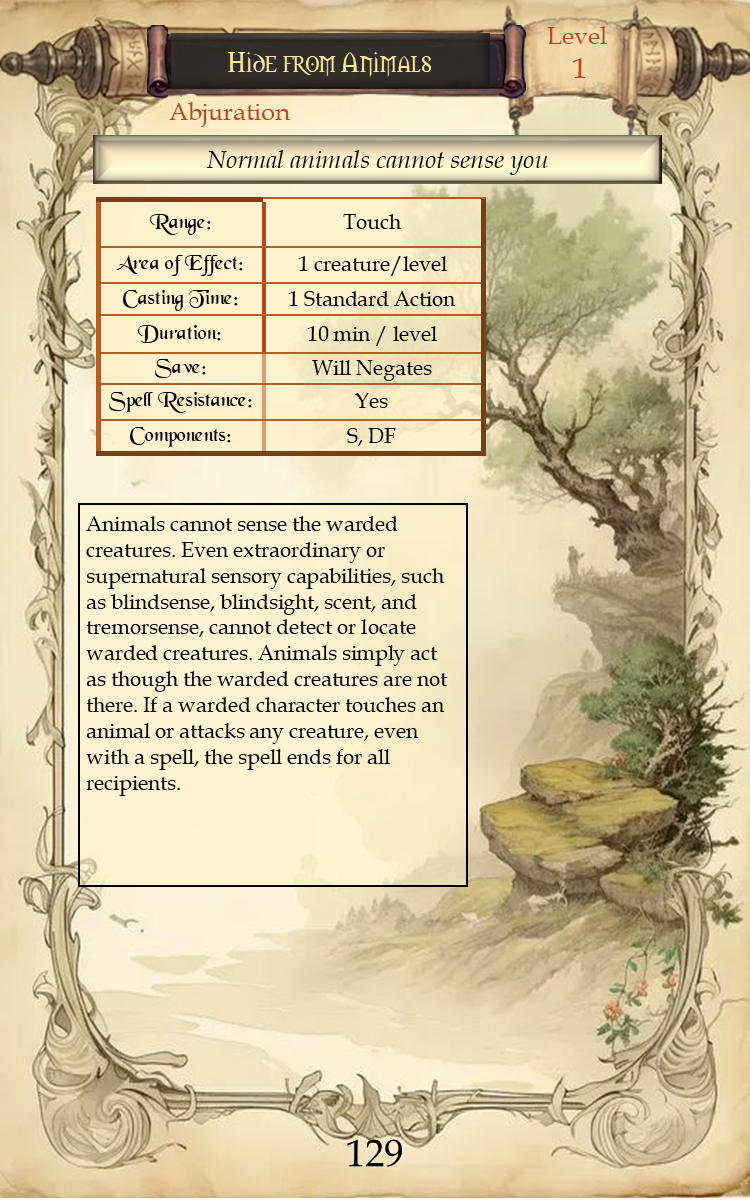 Hide from Animals
Level
1
Abjuration
Normal animals cannot sense you
Range: Touch
Area of Effect: 1 creature/level
Casting Time: 1 Standard Action
Duration: 10 min / level
Save: Will Negates
Spell Resistance: Yes
Components: S, DF
Animals cannot sense the warded
creatures. Even extraordinary or
supernatural sensory capabilities, such
as blindsense, blindsight, scent, and
tremorsense, cannot detect or locate
warded creatures. Animals simply act
as though the warded creatures are not
there. If a warded character touches an
animal or attacks any creature, even
with a spell, the spell ends for all
recipients.
129